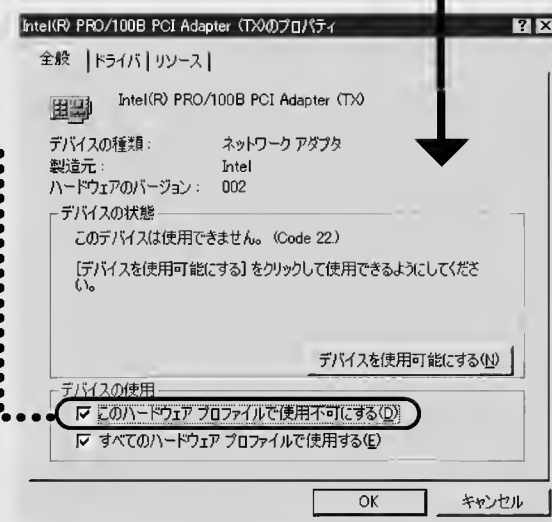 Intel(R) PRO/100B PCI Adapter (TX)のプロパティ
全般 ドライバ リソース
Intel(R) PRO/100B PCI Adapter (TX)
デバイスの種類: ネットワーク アダプタ
製造元: Intel
ハードウェアのバージョン: 002
デバイスの状態
このデバイスは使用できません。 (Code 22.)
[デバイスを使用可能にする] をクリックして使用できるようにしてくださ
い。
デバイスを使用可能にする(N)
デバイスの使用
このハードウェア プロファイルで使用不可にする(D)
すべてのハードウェア プロファイルで使用する(E)
OK キャンセル